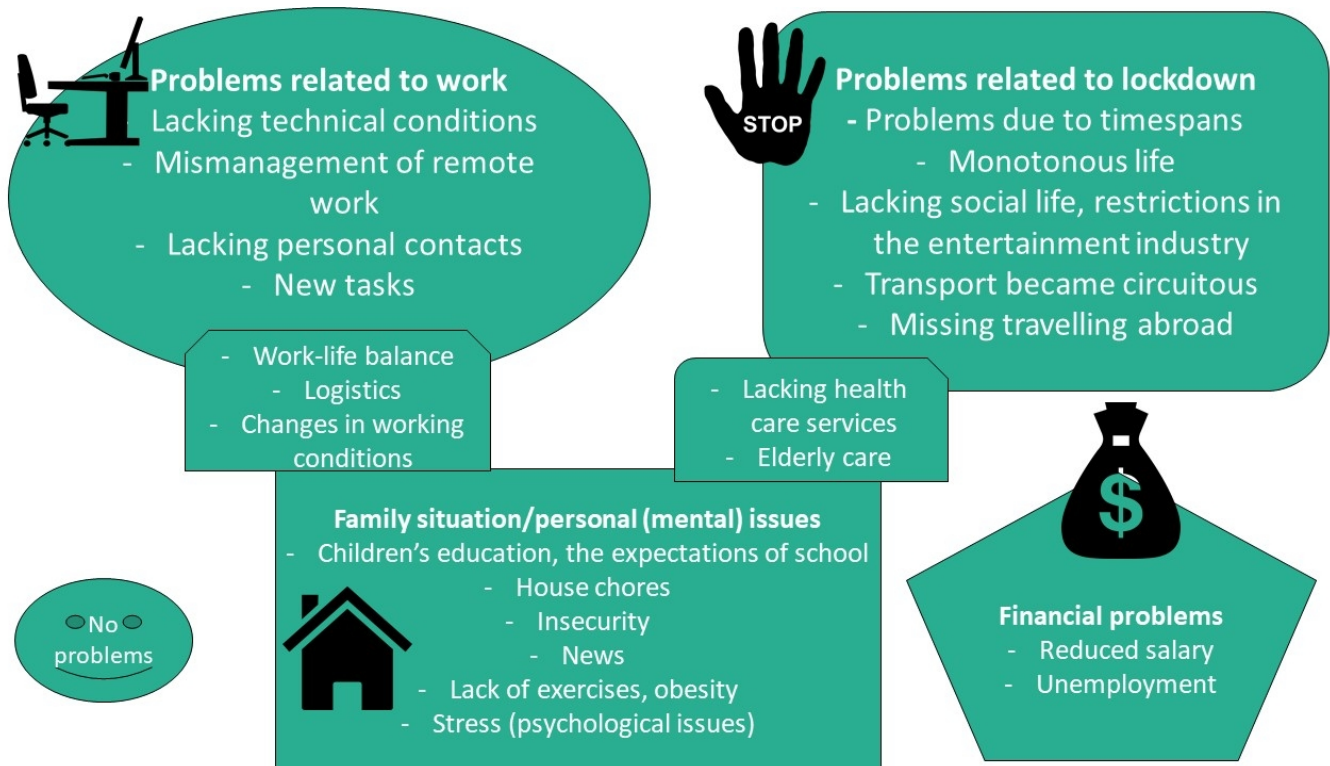 Problems related to work
Lacking technical conditions
- Mismanagement of remote
work
- Lacking personal contacts
- New tasks
STOP
Problems related to lockdown
- Problems due to timespans
- Monotonous life
- Lacking social life, restrictions in
the entertainment industry
- Transport became circuitous
- Missing travelling abroad
- Work-life balance
- Logistics
- Changes in working
conditions
- Lacking health
care services
- Elderly care
Family situation/personal (mental) issues
- Children's education, the expectations of school
- House chores
- Insecurity
- News
- Lack of exercises, obesity
- Stress (psychological issues)
No
problems
$
Financial problems
- Reduced salary
- Unemployment